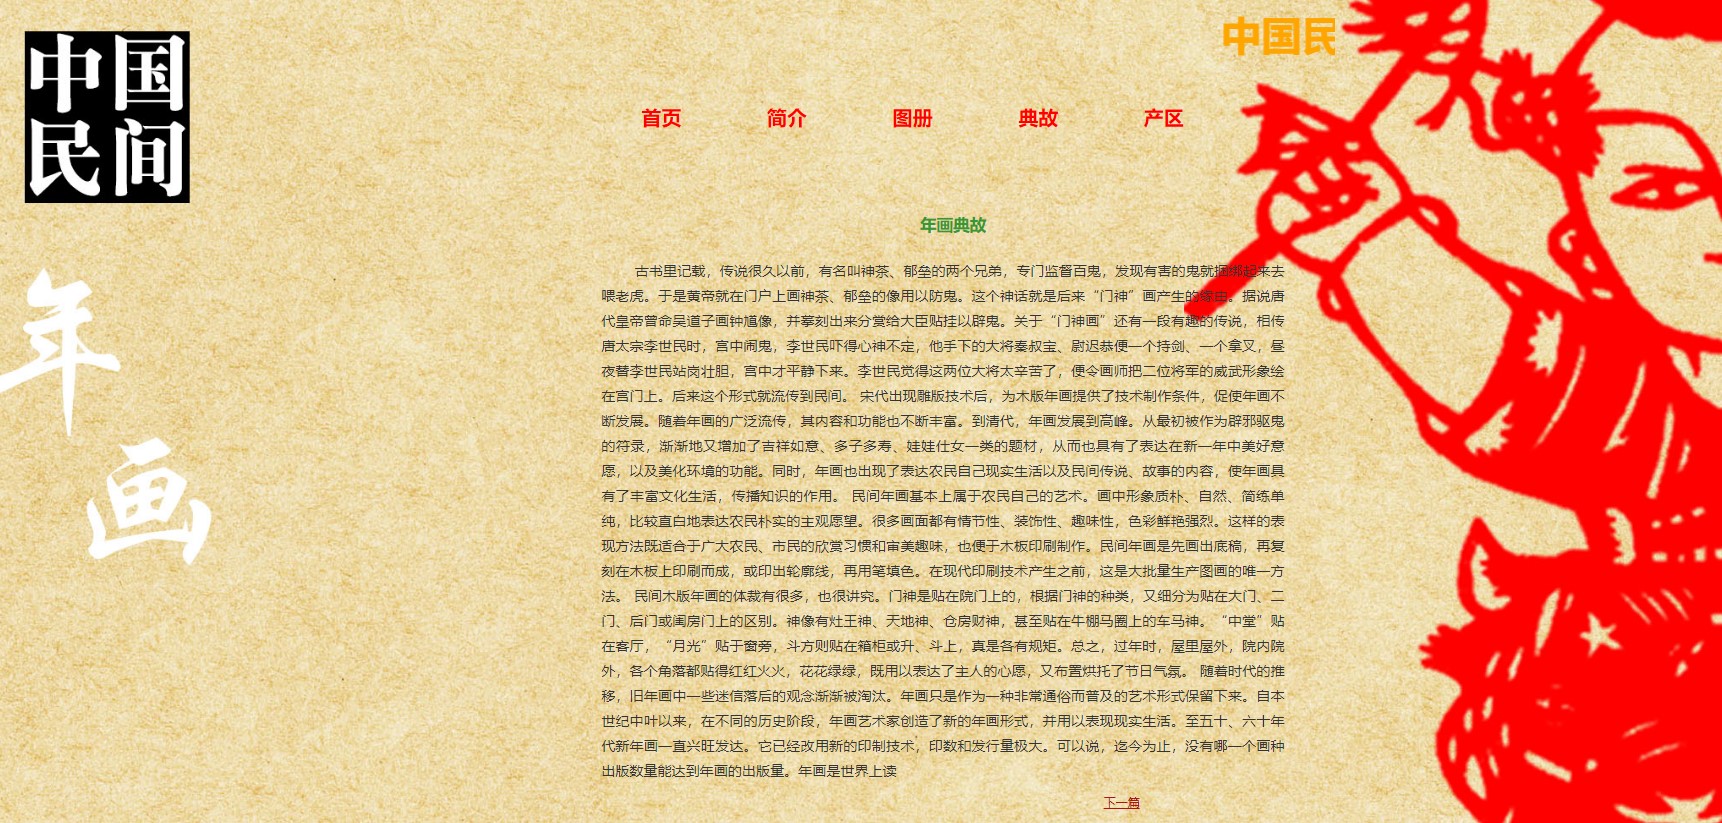 中国
民间
年
画
中国民
首页 简介 图册 典故 产区
年画典故
古书里记载，传说很久以前，有名叫神茶、郁垒的两个兄弟，专门监督百鬼，发现有害的鬼就捆绑起来去
喂老虎。于是黄帝就在门户上画神茶、郁垒的像用以防鬼。这个神话就是后来“门神”画产生的缘由。据说唐
代皇帝曾命吴道子画钟馗像，并摹刻出来分赏给大臣贴挂以辟鬼。关于“门神画”还有一段有趣的传说，相传
唐太宗李世民时，宫中闹鬼，李世民吓得心神不定，他手下的大将秦叔宝、尉迟恭便一个持剑、一个拿叉，昼
夜替李世民站岗壮胆，宫中才平静下来。李世民觉得这两位大将太辛苦了，便令画师把二位将军的威武形象绘
在宫门上。后来这个形式就流传到民间。 宋代出现雕版技术后，为木版年画提供了技术制作条件，促使年画不
断发展。随着年画的广泛流传，其内容和功能也不断丰富。到清代，年画发展到高峰。从最初被作为辟邪驱鬼
的符录，渐渐地又增加了吉祥如意、多子多寿、娃娃仕女一类的题材，从而也具有了表达在新一年中美好意
愿，以及美化环境的功能。同时，年画也出现了表达农民自己现实生活以及民间传说、故事的内容，使年画具
有了丰富文化生活，传播知识的作用。 民间年画基本上属于农民自己的艺术。画中形象质朴、自然、简练单
纯，比较直白地表达农民朴实的主观愿望。很多画面都有情节性、装饰性、趣味性，色彩鲜艳强烈。这样的表
现方法既适合于广大农民、市民的欣赏习惯和审美趣味，也便于木板印刷制作。民间年画是先画出底稿，再复
刻在木板上印刷而成，或印出轮廓线，再用笔填色。在现代印刷技术产生之前，这是大批量生产图画的唯一方
法。 民间木版年画的体裁有很多，也很讲究。门神是贴在院门上的，根据门神的种类，又细分为贴在大门、二
门、后门或闺房门上的区别。神像有灶王神、天地神、仓房财神，甚至贴在牛棚马圈上的车马神。“中堂”贴
在客厅，“月光”贴于窗旁，斗方则贴在箱柜或升、斗上，真是各有规矩。总之，过年时，屋里屋外，院内院
外，各个角落都贴得红红火火，花花绿绿，既用以表达了主人的心愿，又布置烘托了节日气氛。 随着时代的推
移，旧年画中一些迷信落后的观念渐渐被淘汰。年画只是作为一种非常通俗而普及的艺术形式保留下来。自本
世纪中叶以来，在不同的历史阶段，年画艺术家创造了新的年画形式，并用以表现现实生活。至五十、六十年
代新年画一直兴旺发达。它已经改用新的印制技术，印数和发行量极大。可以说，迄今为止，没有哪一个画种
出版数量能达到年画的出版量。年画是世界上读
下一篇